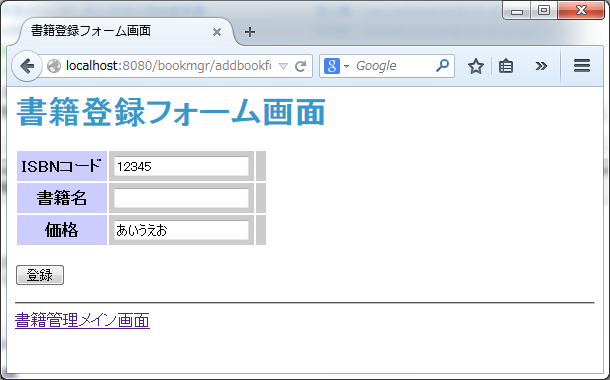 書籍登録フォーム画面
localhost:8080/bookmgr/addbookfo
Google
書籍登録フォーム画面
ISBNコード 12345
書籍名
価格 あいうえお
登録
書籍管理メイン画面